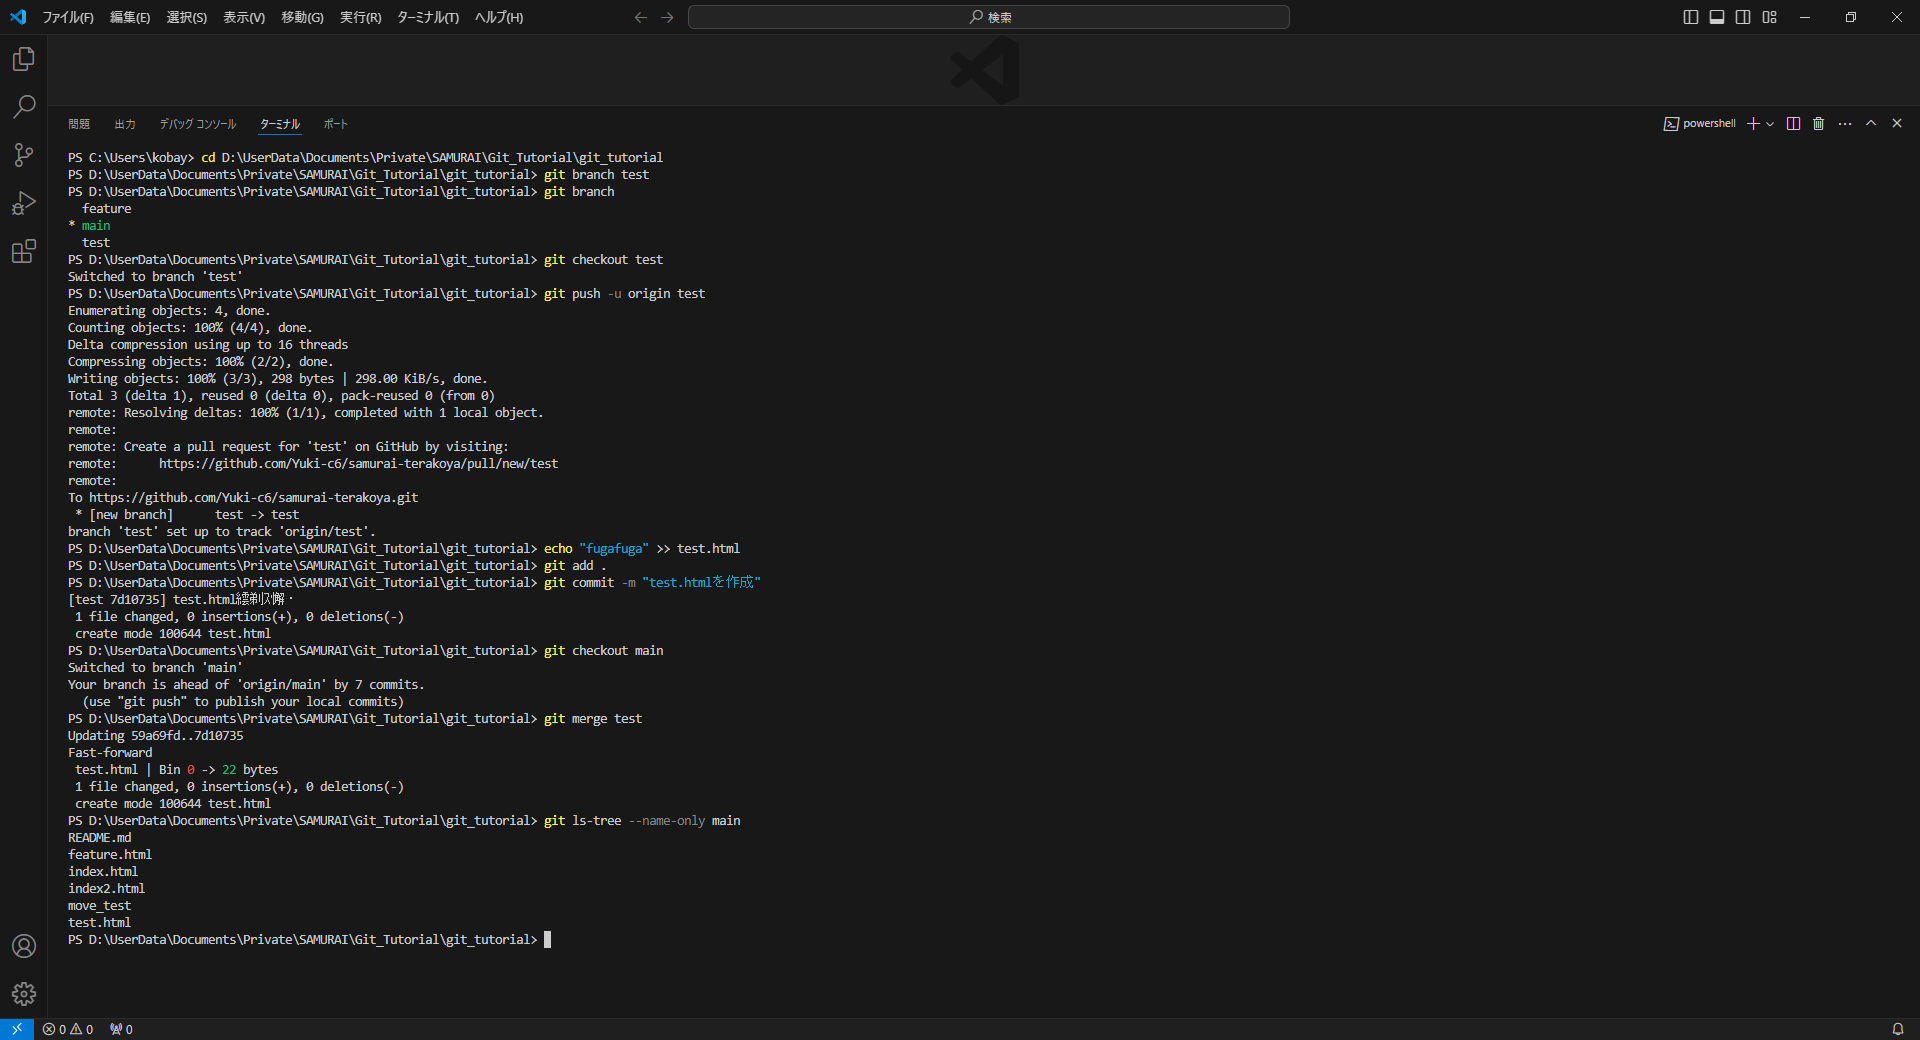 ファイル(F) 編集(E) 選択(S) 表示(V) 移動(G) 実行(R) ターミナル(T) ヘルプ(H) 検索
問題 出力 デバッグ コンソール ターミナル ポート powershell
PS C:\Users\kobay> cd D:\UserData\Documents\Private\SAMURAI\Git_Tutorial\git_tutorial
PS D:\UserData\Documents\Private\SAMURAI\Git_Tutorial\git_tutorial> git branch test
PS D:\UserData\Documents\Private\SAMURAI\Git_Tutorial\git_tutorial> git branch
feature
* main
test
PS D:\UserData\Documents\Private\SAMURAI\Git_Tutorial\git_tutorial> git checkout test
Switched to branch 'test'
PS D:\UserData\Documents\Private\SAMURAI\Git_Tutorial\git_tutorial> git push -u origin test
Enumerating objects: 4, done.
Counting objects: 100% (4/4), done.
Delta compression using up to 16 threads
Compressing objects: 100% (2/2), done.
Writing objects: 100% (3/3), 298 bytes | 298.00 KiB/s, done.
Total 3 (delta 1), reused 0 (delta 0), pack-reused 0 (from 0)
remote: Resolving deltas: 100% (1/1), completed with 1 local object.
remote:
remote: Create a pull request for 'test' on GitHub by visiting:
remote:      https://github.com/Yuki-c6/samurai-terakoya/pull/new/test
remote:
To https://github.com/Yuki-c6/samurai-terakoya.git
* [new branch]      test -> test
branch 'test' set up to track 'origin/test'.
PS D:\UserData\Documents\Private\SAMURAI\Git_Tutorial\git_tutorial> echo "fugafuga" >> test.html
PS D:\UserData\Documents\Private\SAMURAI\Git_Tutorial\git_tutorial> git add .
PS D:\UserData\Documents\Private\SAMURAI\Git_Tutorial\git_tutorial> git commit -m "test.htmlを作成"
[test 7d10735] test.html
1 file changed, 0 insertions(+), 0 deletions(-)
create mode 100644 test.html
PS D:\UserData\Documents\Private\SAMURAI\Git_Tutorial\git_tutorial> git checkout main
Switched to branch 'main'
Your branch is ahead of 'origin/main' by 7 commits.
(use "git push" to publish your local commits)
PS D:\UserData\Documents\Private\SAMURAI\Git_Tutorial\git_tutorial> git merge test
Updating 59a69fd..7d10735
Fast-forward
test.html | Bin 0 -> 22 bytes
1 file changed, 0 insertions(+), 0 deletions(-)
create mode 100644 test.html
PS D:\UserData\Documents\Private\SAMURAI\Git_Tutorial\git_tutorial> git ls-tree --name-only main
README.md
feature.html
index.html
index2.html
move_test
test.html
PS D:\UserData\Documents\Private\SAMURAI\Git_Tutorial\git_tutorial>
0 0 0